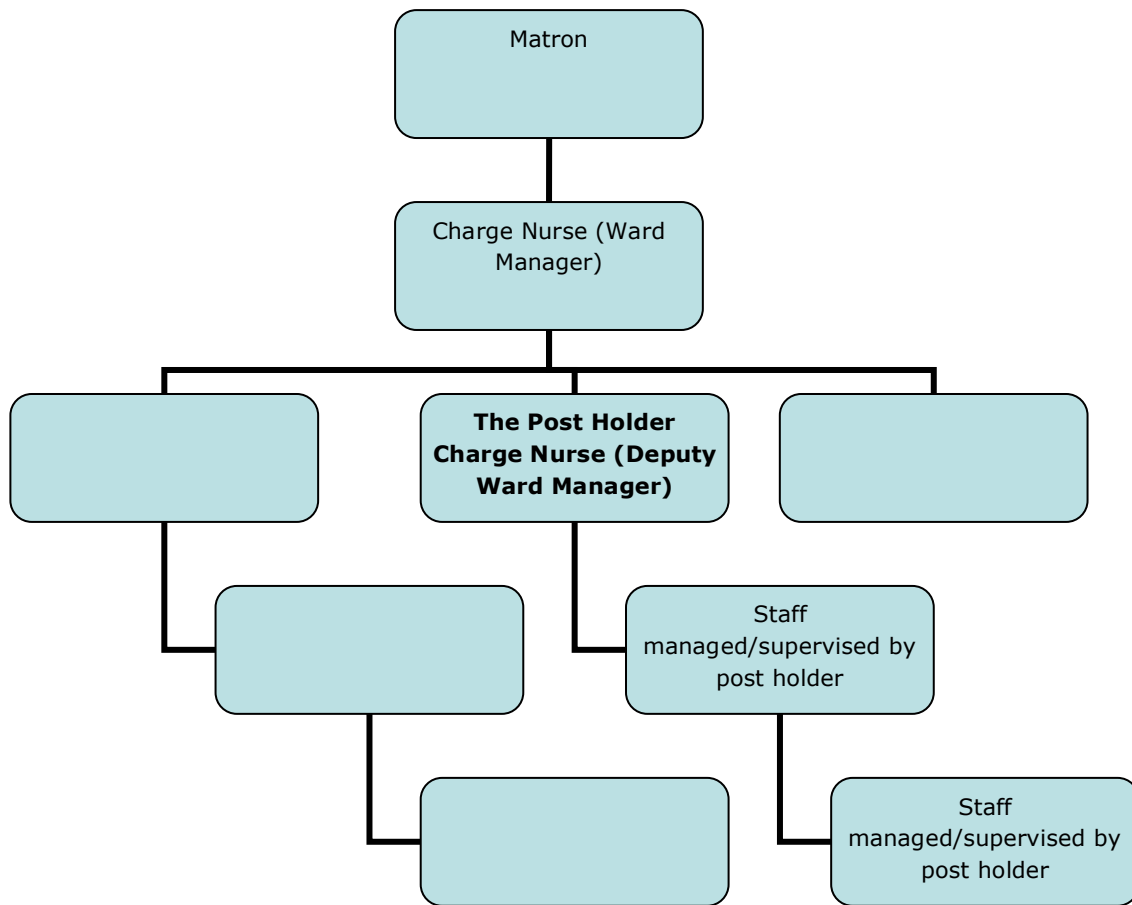 Matron
Charge Nurse (Ward
Manager)
The Post Holder
Charge Nurse (Deputy
Ward Manager)
Staff
managed/supervised by
post holder
Staff
managed/supervised by
post holder